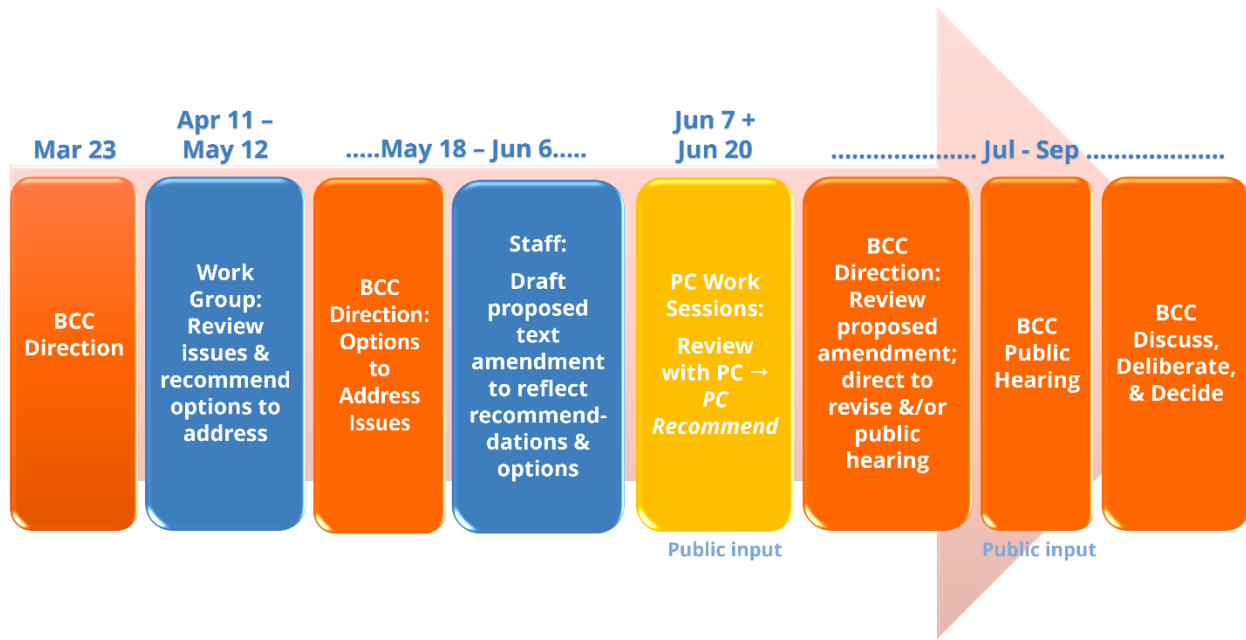 Mar 23
Apr 11 –
May 12
.....May 18 – Jun 6.....
Jun 7 +
Jun 20
..................... Jul - Sep ....................
BCC
Direction
Work
Group:
Review
issues &
recommend
options to
address
BCC
Direction:
Options
to
Address
Issues
Staff:
Draft
proposed
text
amendment
to reflect
recommend-
dations &
options
PC Work
Sessions:
Review
with PC →
PC
Recommend
BCC
Direction:
Review
proposed
amendment;
direct to
revise &/or
public
hearing
BCC
Public
Hearing
BCC
Discuss,
Deliberate,
& Decide
Public input
Public input